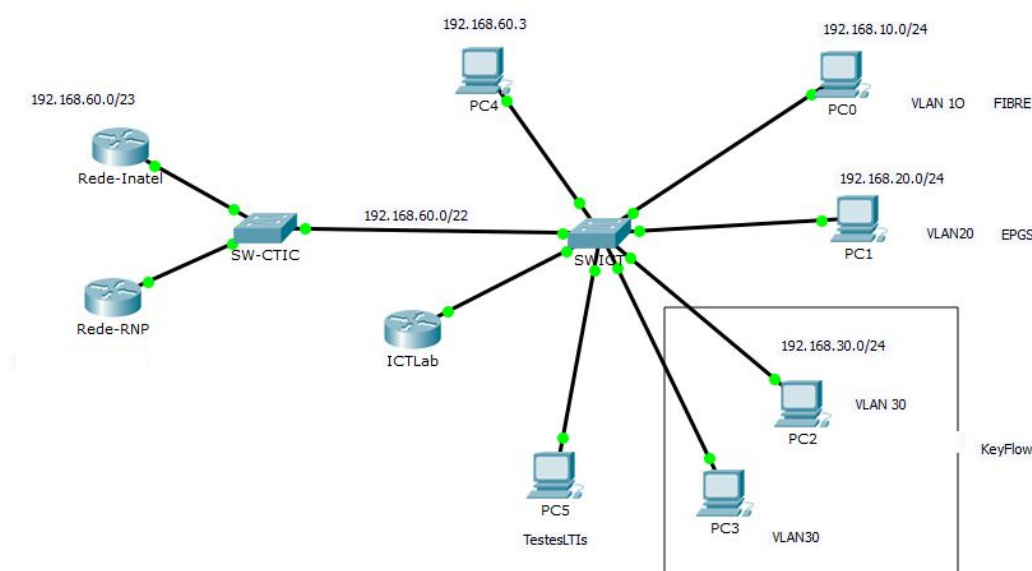 192.168.60.3
192.168.10.0/24
PC4
PC0
VLAN 1O
FIBRE
192.168.60.0/23
Rede-Inatel
192.168.20.0/24
192.168.60.0/22
PC1
VLAN20
EPGS
SW-CTIC
SWICT
Rede-RNP
ICTLab
192.168.30.0/24
PC2
VLAN 30
KeyFlow
PC5
TestesLTIs
PC3
VLAN30